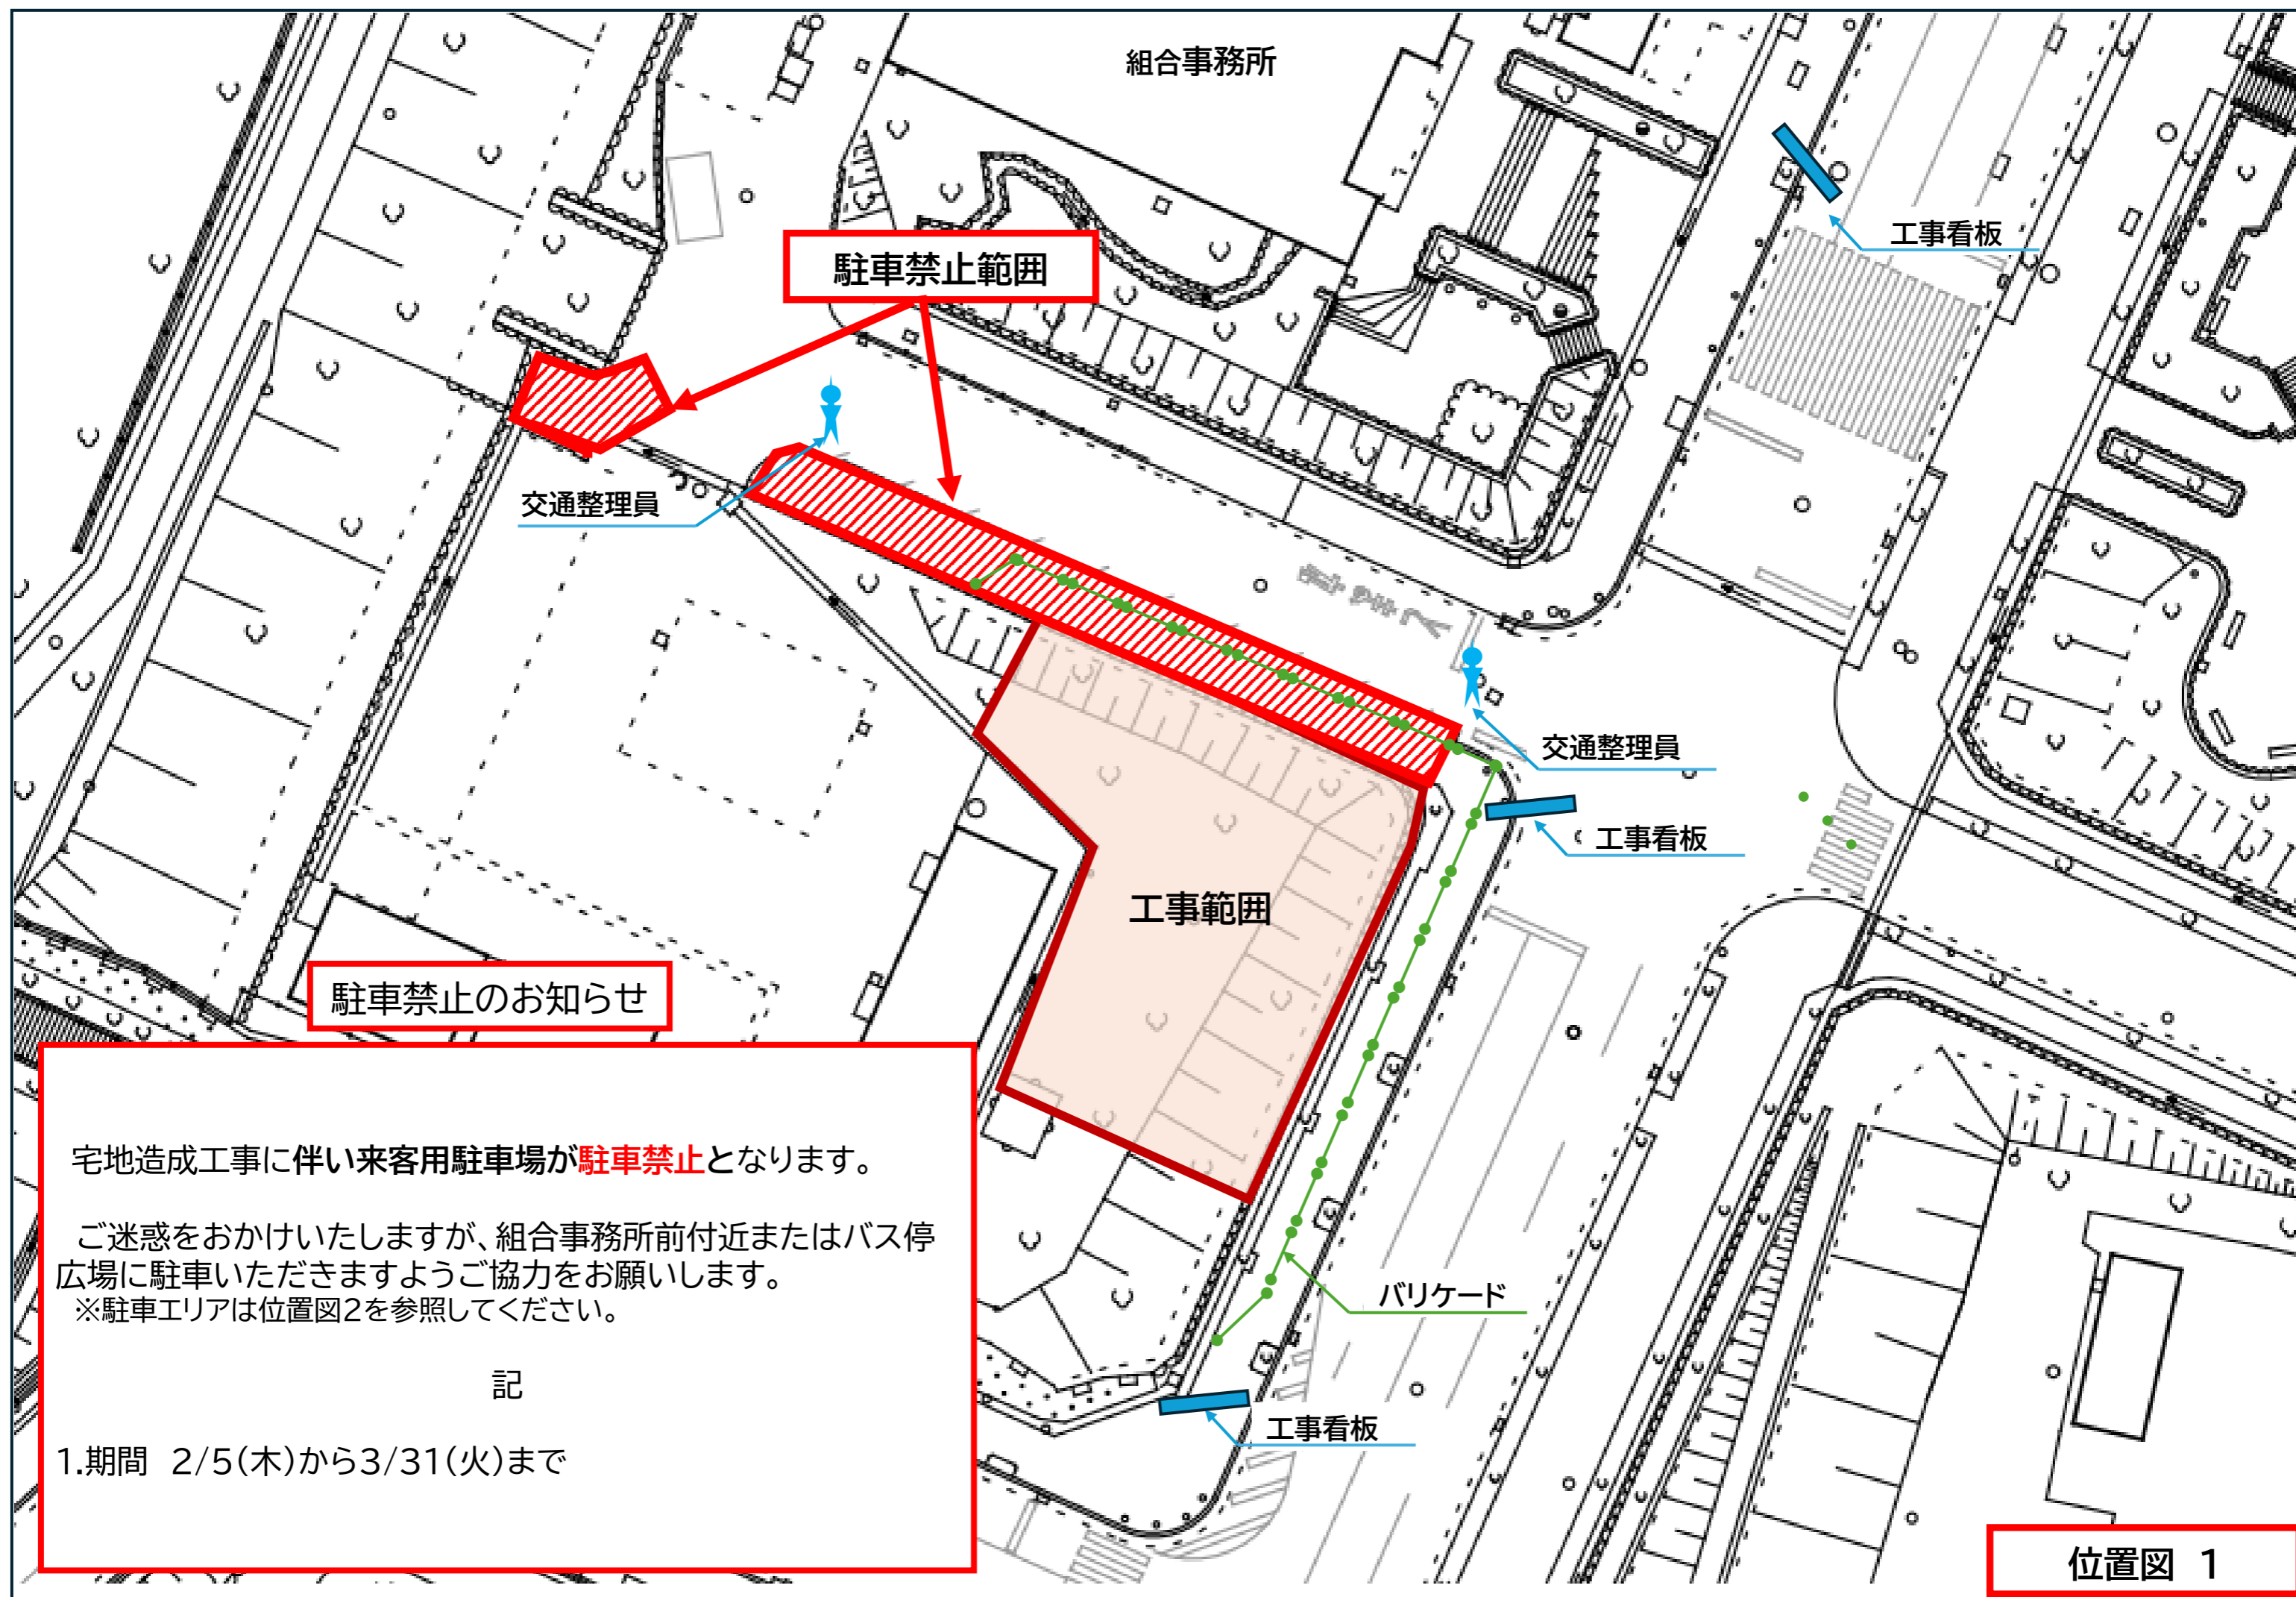 組合事務所
工事看板
駐車禁止範囲
交通整理員
交通整理員
工事看板
工事範囲
駐車禁止のお知らせ
宅地造成工事に伴い来客用駐車場が駐車禁止となります。
ご迷惑をおかけいたしますが、組合事務所前付近またはバス停
広場に駐車いただきますようご協力をお願いします。
※駐車エリアは位置図2を参照してください。
記
1.期間　2/5(木)から3/31(火)まで
バリケード
工事看板
位置図 1